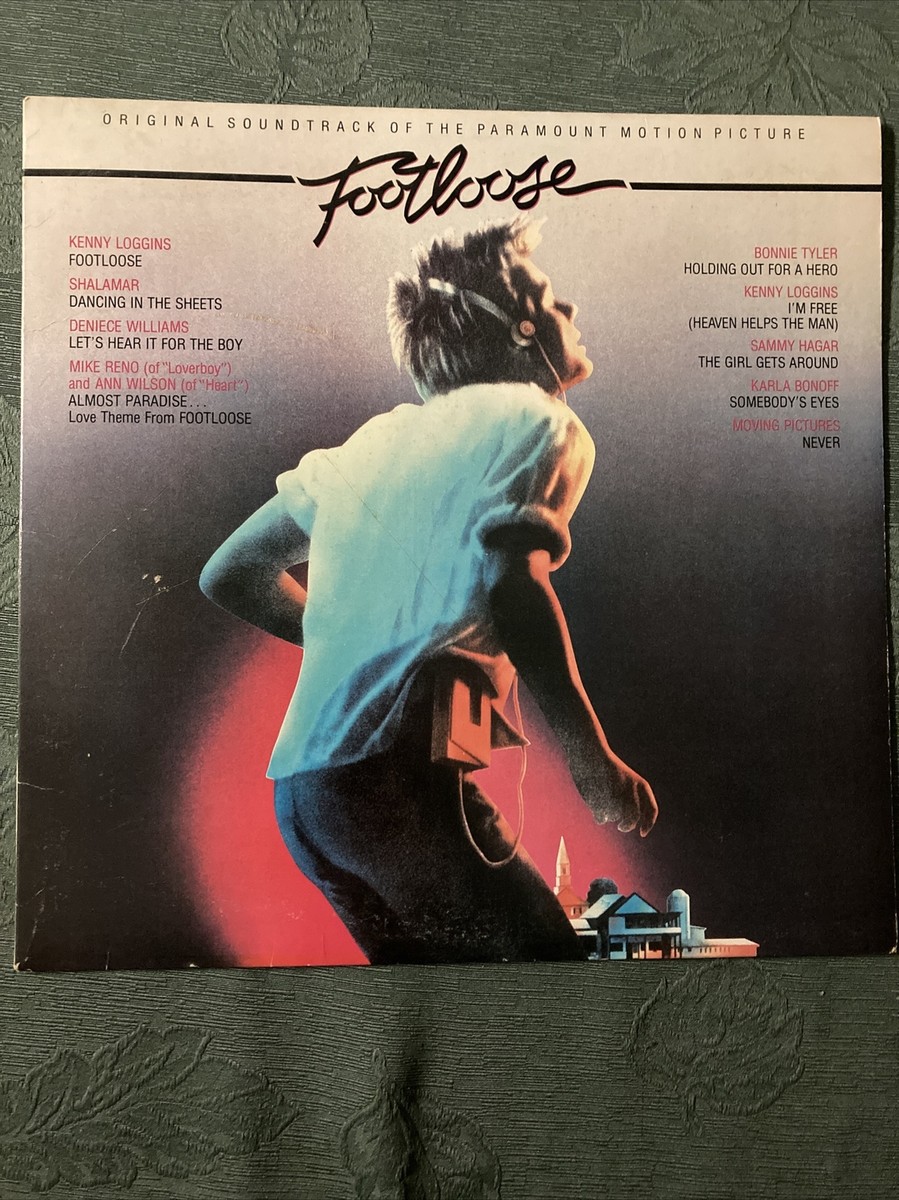 ORIGINAL SOUNDTRACK OF THE PARAMOUNT MOTION PICTURE
Footloose
KENNY LOGGINS
FOOTLOOSE
SHALAMAR
DANCING IN THE SHEETS
DENIECE WILLIAMS
LET'S HEAR IT FOR THE BOY
MIKE RENO (of "Loverboy")
and ANN WILSON (of "Heart")
ALMOST PARADISE...
Love Theme From FOOTLOOSE
BONNIE TYLER
HOLDING OUT FOR A HERO
KENNY LOGGINS
I'M FREE
(HEAVEN HELPS THE MAN)
SAMMY HAGAR
THE GIRL GETS AROUND
KARLA BONOFF
SOMEBODY'S EYES
MOVING PICTURES
NEVER